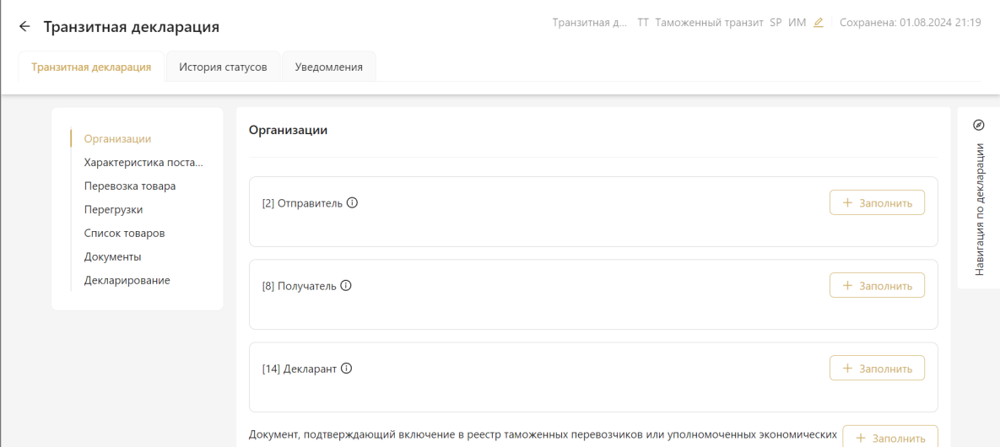 Транзитная декларация
Транзитная д... ТТ Таможенный транзит SP ИМ Сохранена: 01.08.2024 21:19
Транзитная декларация
История статусов
Уведомления
Организации
Характеристика поста...
Перевозка товара
Перегрузки
Список товаров
Документы
Декларирование
Организации
[2] Отправитель
+ Заполнить
[8] Получатель
+ Заполнить
[14] Декларант
+ Заполнить
Документ, подтверждающий включение в реестр таможенных перевозчиков или уполномоченных экономических
+ Заполнить
Навигация по декларации